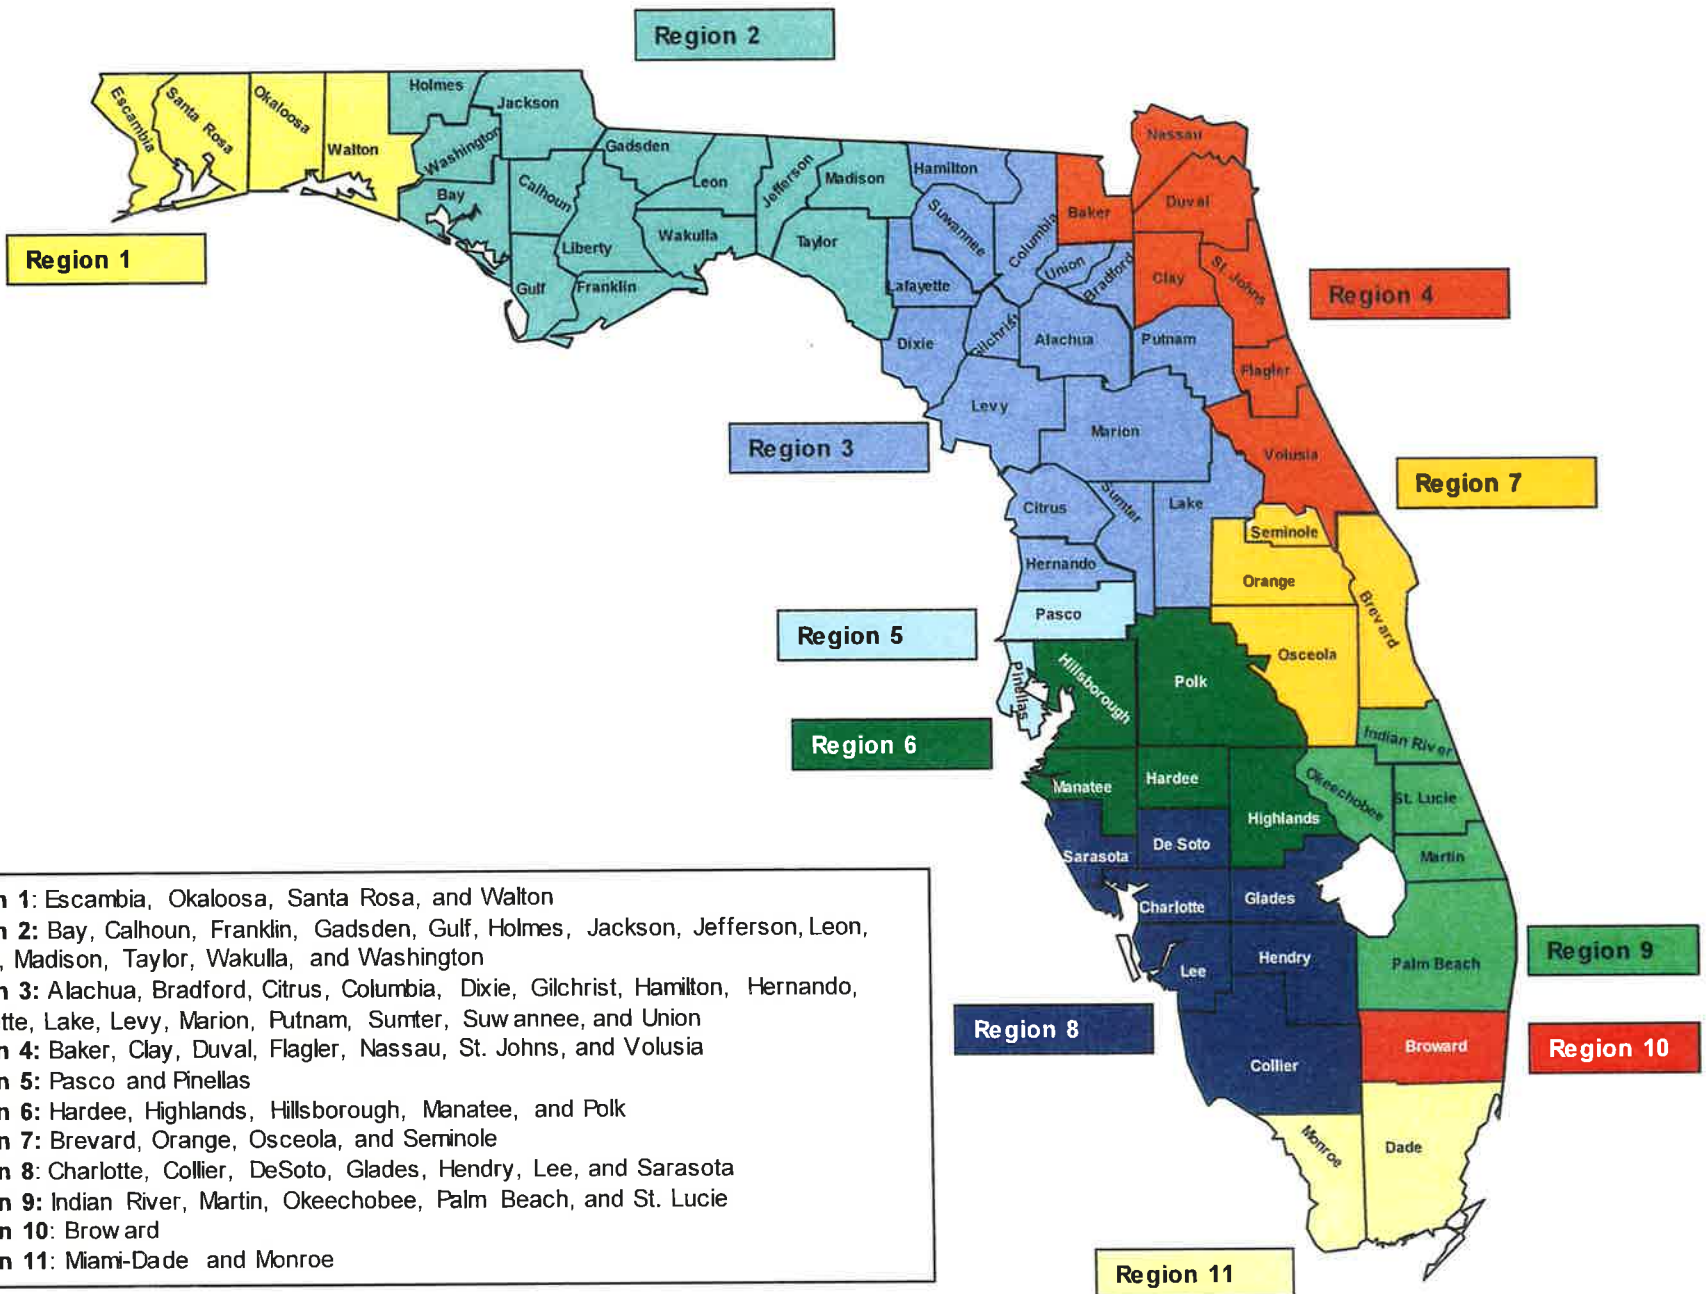 Region 2
Holmes
Jackson
Escambia
Santa Rosa
Okaloosa
Walton
Washington
Bay
Calhoun
Gadsden
Leon
Jefferson
Madison
Liberty
Wakulla
Taylor
Gulf
Franklin
Hamilton
Suwannee
Columbia
Lafayette
Union
Bradford
Dixie
Gilchrist
Alachua
Putnam
Levy
Marion
Citrus
Sumter
Lake
Hernando
Nassau
Baker
Duval
Clay
St. Johns
Flagler
Volusia
Region 1
Region 4
Region 3
Region 7
Seminole
Orange
Brevard
Osceola
Region 5
Pasco
Pinellas
Region 6
Hillsborough
Polk
Manatee
Hardee
Highlands
Indian River
Okeechobee
St. Lucie
Martin
Palm Beach
Region 9
Sarasota
De Soto
Charlotte
Glades
Lee
Hendry
Collier
Region 8
Broward
Region 10
Monroe
Dade
Region 11
n 1: Escambia, Okaloosa, Santa Rosa, and Walton
n 2: Bay, Calhoun, Franklin, Gadsden, Gulf, Holmes, Jackson, Jefferson, Leon,
, Madison, Taylor, Wakulla, and Washington
n 3: Alachua, Bradford, Citrus, Columbia, Dixie, Gilchrist, Hamilton, Hernando,
tte, Lake, Levy, Marion, Putnam, Sumter, Suwannee, and Union
n 4: Baker, Clay, Duval, Flagler, Nassau, St. Johns, and Volusia
n 5: Pasco and Pinellas
n 6: Hardee, Highlands, Hillsborough, Manatee, and Polk
n 7: Brevard, Orange, Osceola, and Seminole
n 8: Charlotte, Collier, DeSoto, Glades, Hendry, Lee, and Sarasota
n 9: Indian River, Martin, Okeechobee, Palm Beach, and St. Lucie
n 10: Broward
n 11: Miami-Dade and Monroe